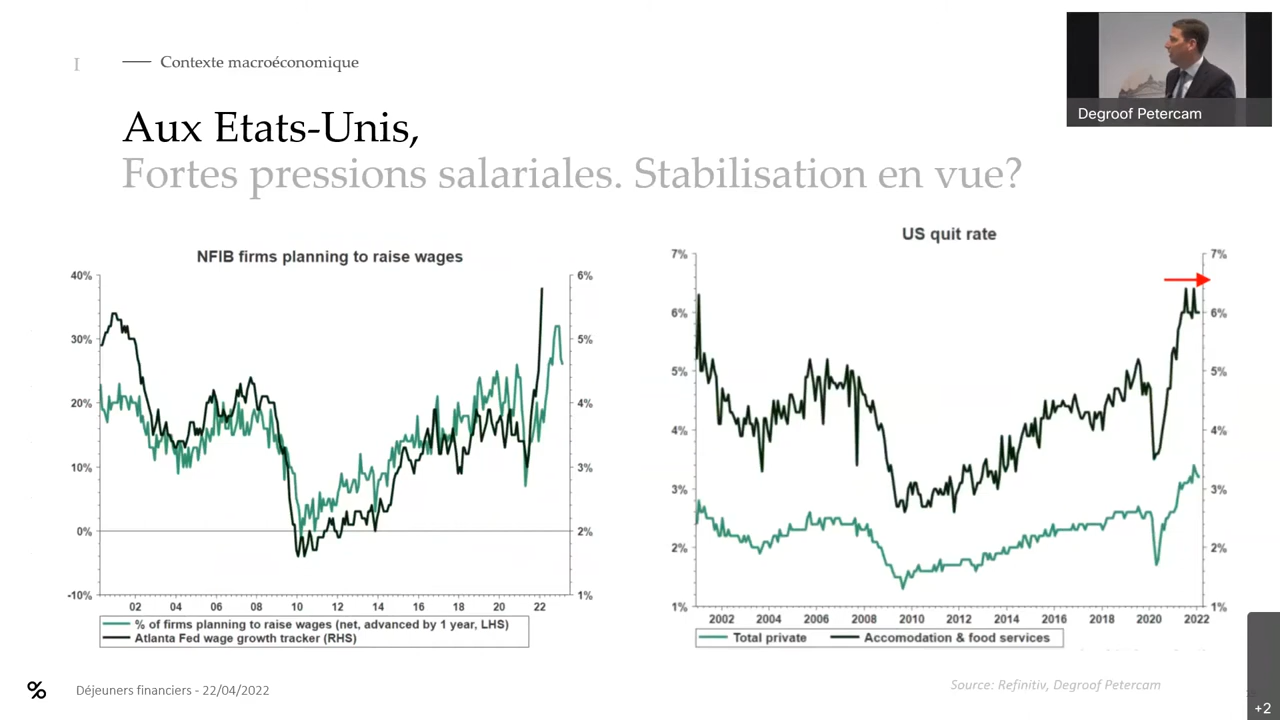 I
Contexte macroéconomique
Degroof Petercam
Aux Etats-Unis,
Fortes pressions salariales. Stabilisation en vue?
NFIB firms planning to raise wages
40%
30%
20%
10%
0%
-10%
6%
5%
4%
3%
2%
1%
02 04 06 08 10 12 14 16 18 20 22
% of firms planning to raise wages (net, advanced by 1 year, LHS)
Atlanta Fed wage growth tracker (RHS)
US quit rate
7%
6%
5%
4%
3%
2%
1%
7%
6%
5%
4%
3%
2%
1%
2002 2004 2006 2008 2010 2012 2014 2016 2018 2020 2022
Total private Accomodation & food services
Source: Refinitiv, Degroof Petercam
% Déjeuners financiers - 22/04/2022
+2